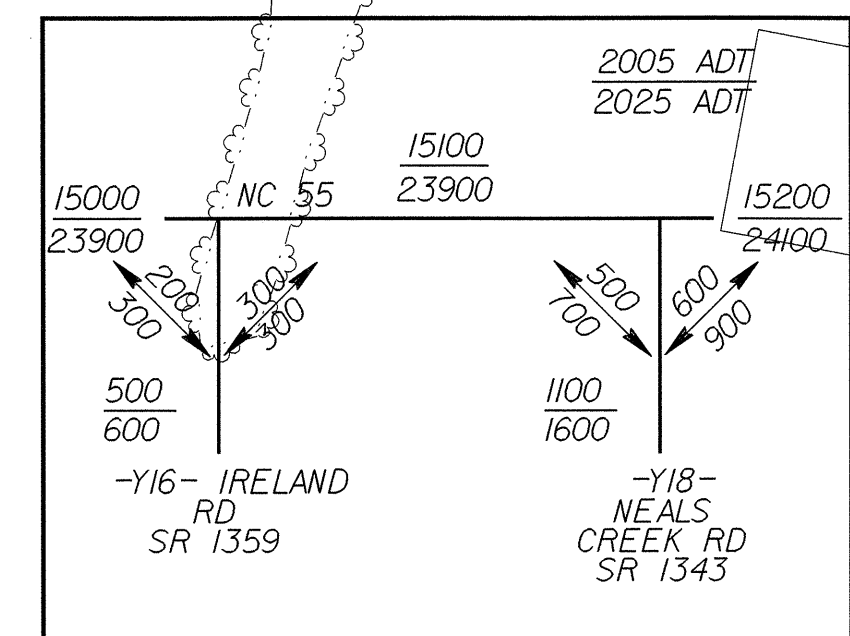 2005 ADT
2025 ADT
15100
23900
15000
23900
NC 55
15200
24100
200
300
300
300
500
700
600
900
500
600
1100
1600
-Y16- IRELAND
RD
SR 1359
-Y18-
NEALS
CREEK RD
SR 1343